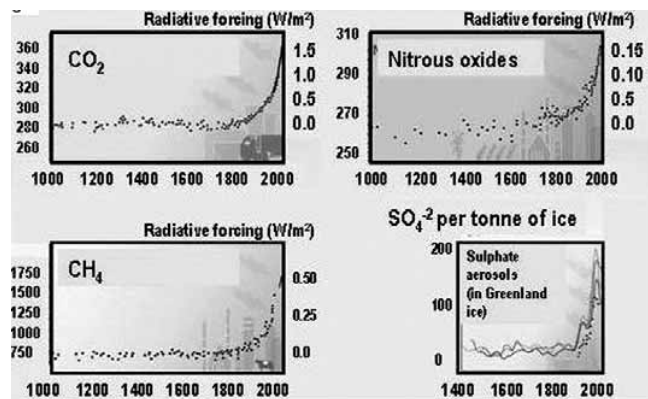 Radiative forcing (W/m²)
360
340
320
300
280
260
CO₂
1.5
1.0
0.5
0.0
1000 1200 1400 1600 1800 2000
Radiative forcing (W/m²)
310
290
270
250
Nitrous oxides
0.15
0.10
0.5
0.0
1000 1200 1400 1600 1800 2000
Radiative forcing (W/m²)
1750
1500
1250
1000
750
CH₄
0.50
0.25
0.0
1000 1200 1400 1600 1800 2000
SO₄⁻² per tonne of ice
200
100
0
Sulphate
aerosols
(in Greenland
ice)
1400 1600 1800 2000